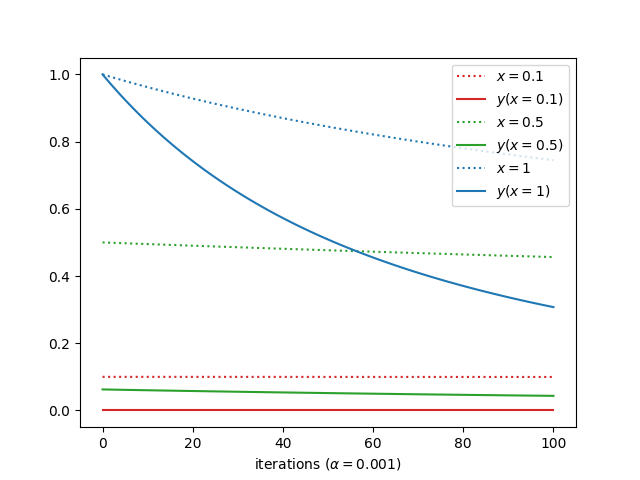 1.0
0.8
0.6
0.4
0.2
0.0
x = 0.1
y(x = 0.1)
x = 0.5
y(x = 0.5)
x = 1
y(x = 1)
0 20 40 60 80 100
iterations (α = 0.001)